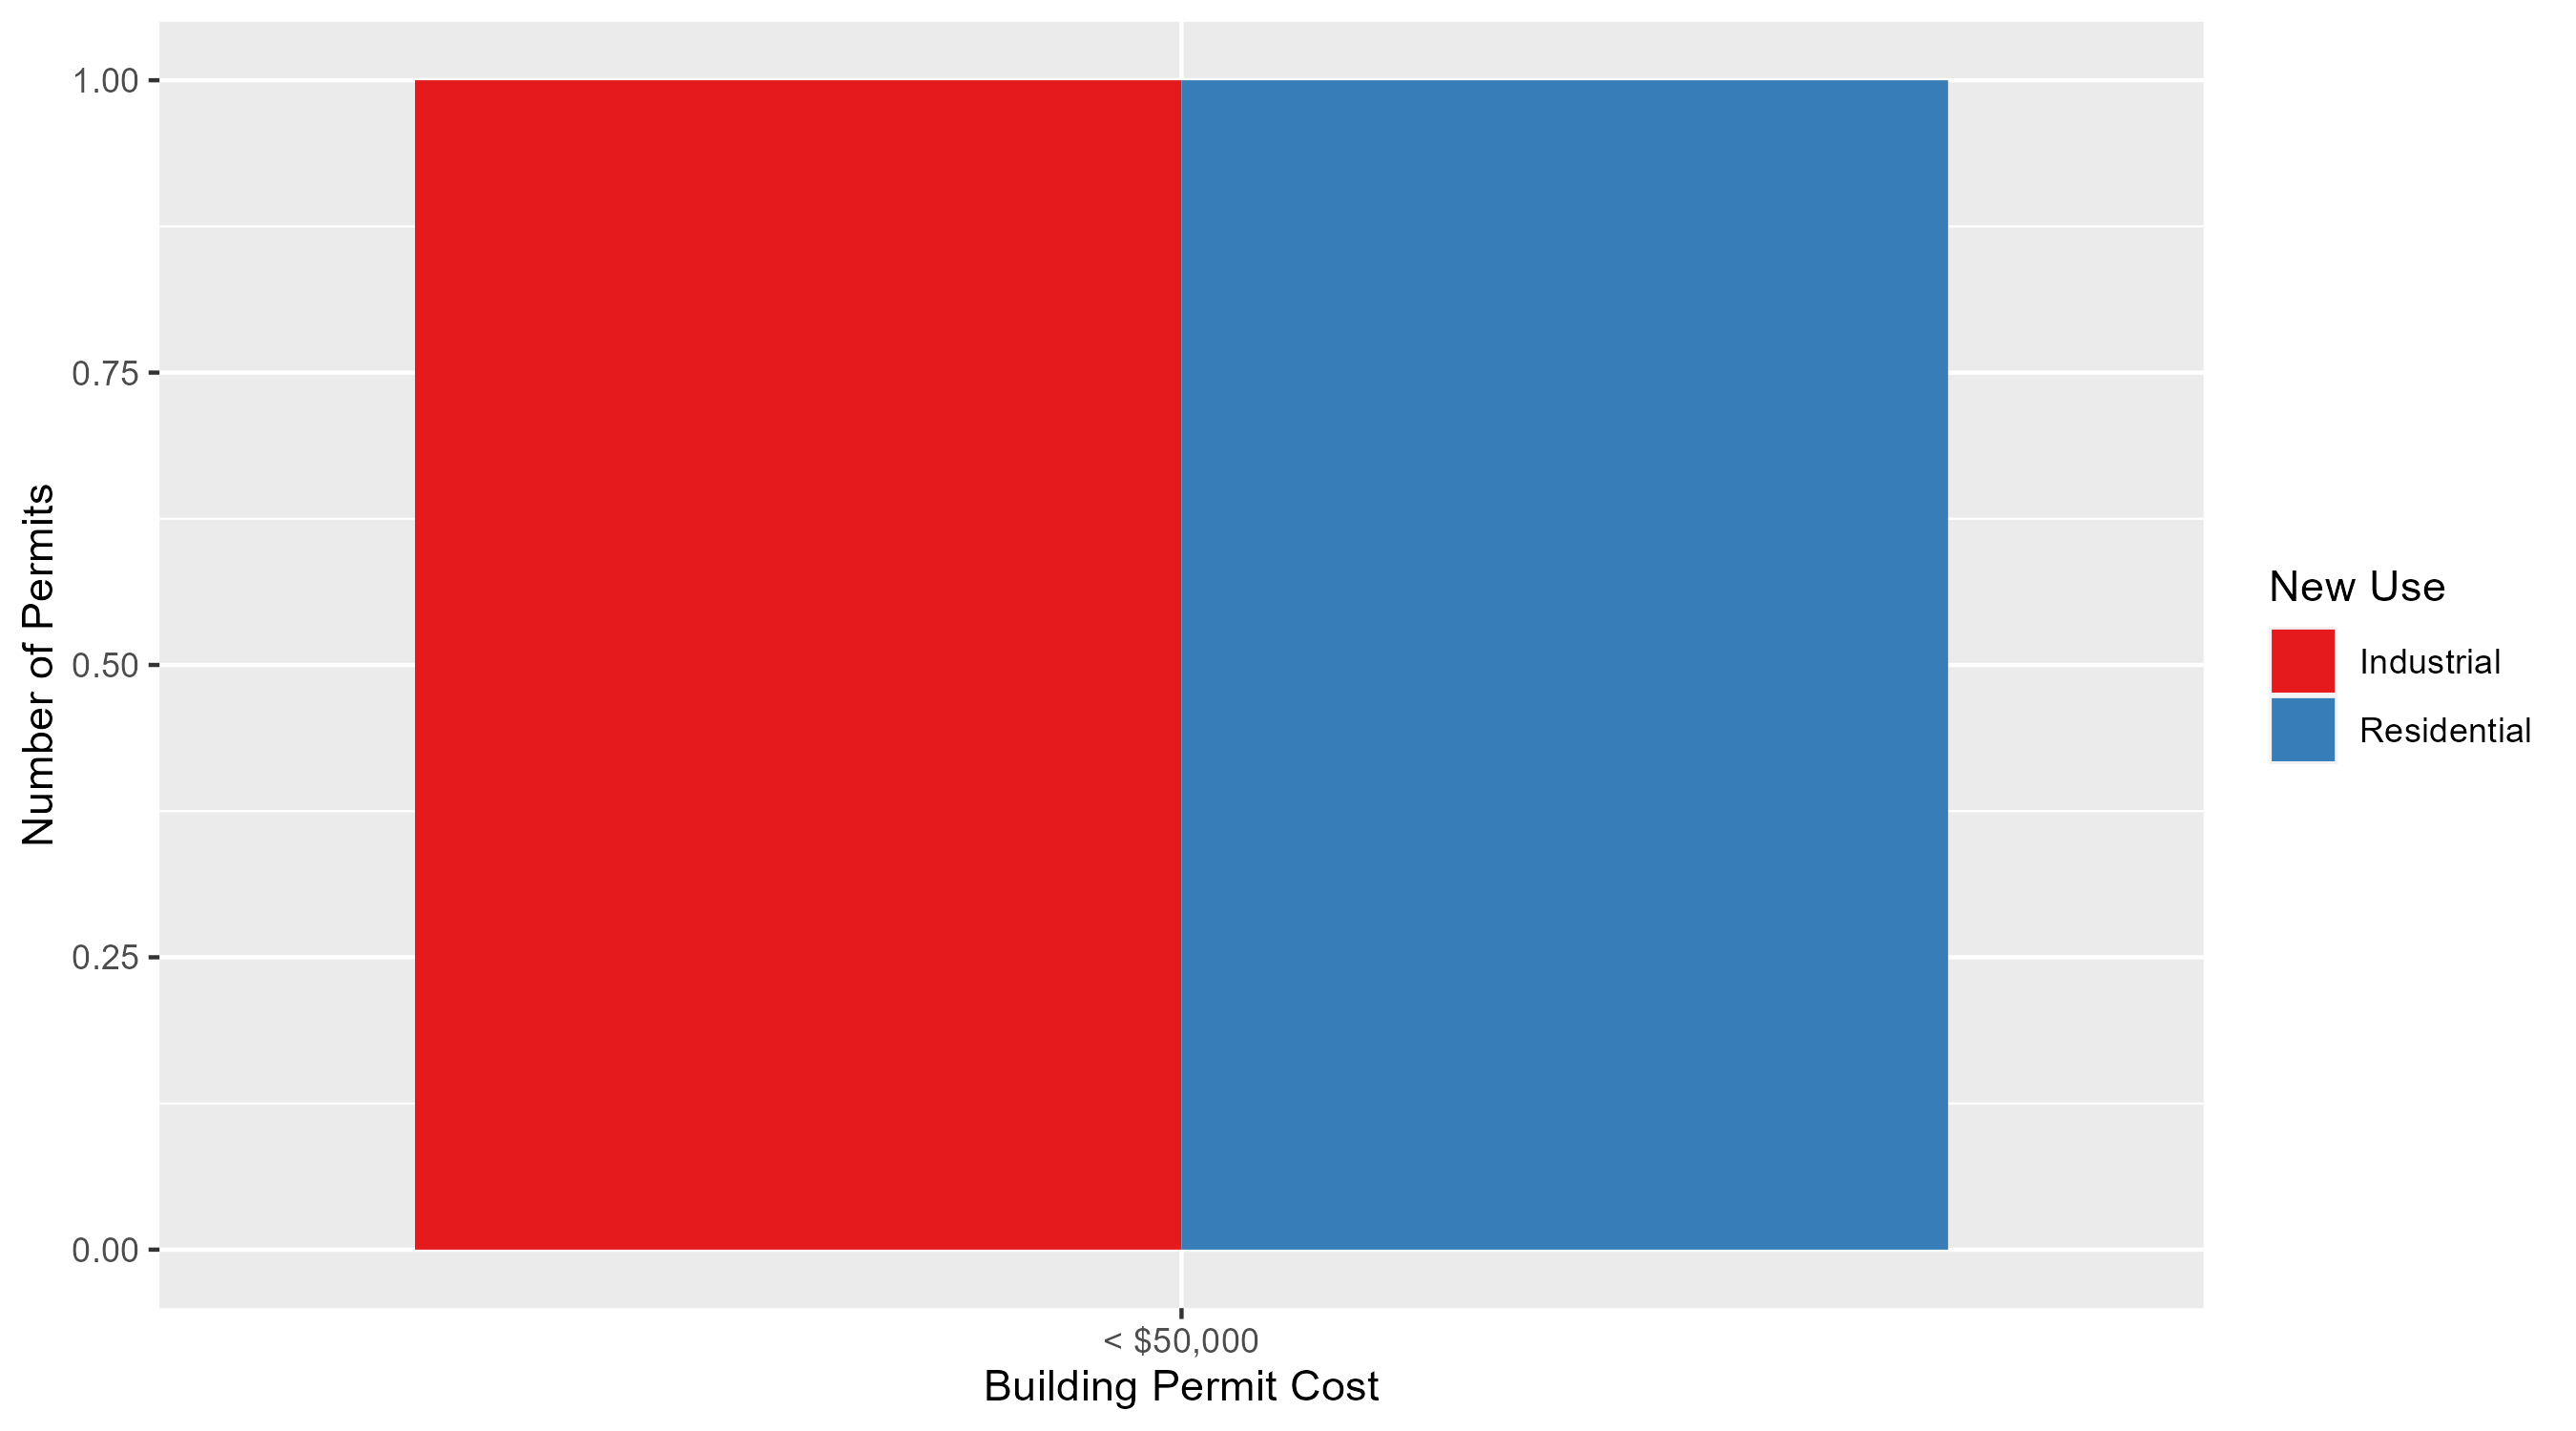 1.00
0.75
0.50
0.25
0.00
Number of Permits
< $50,000
Building Permit Cost
New Use
Industrial
Residential